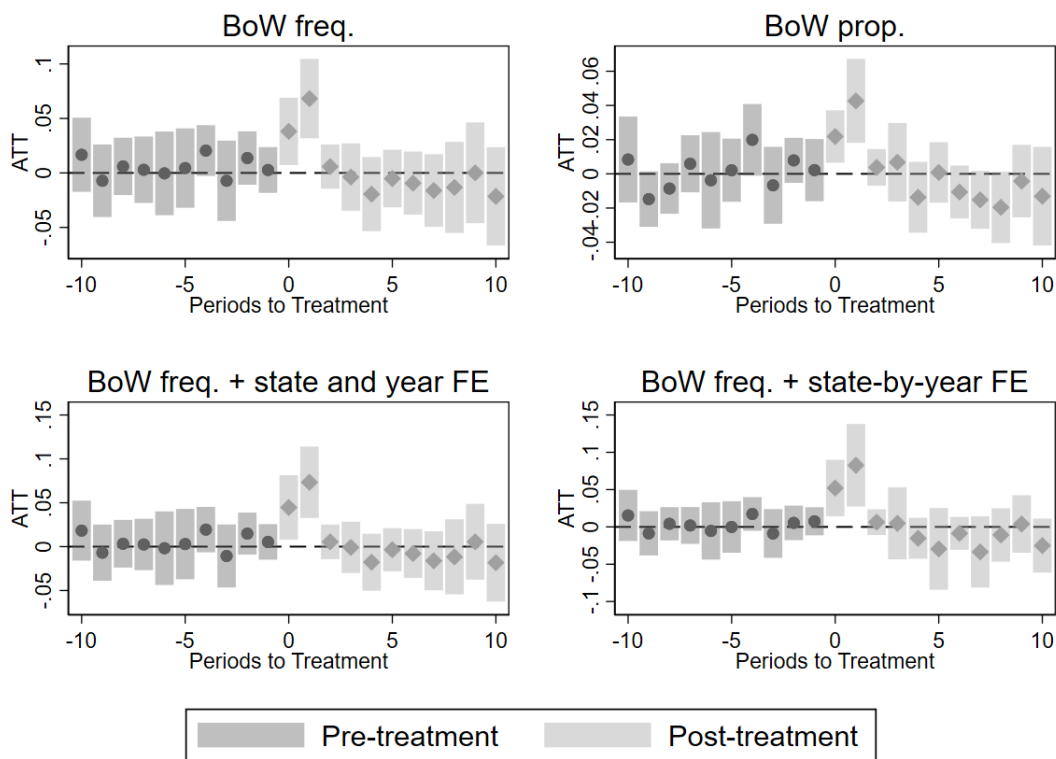 BoW freq.
ATT
.1
.05
0
-.05
-10 -5 0 5 10
Periods to Treatment
BoW prop.
ATT
.06
.04
.02
0
-.02
-.04
-10 -5 0 5 10
Periods to Treatment
BoW freq. + state and year FE
ATT
.15
.1
.05
0
-.05
-10 -5 0 5 10
Periods to Treatment
BoW freq. + state-by-year FE
ATT
.15
.1
.05
0
-.05
-.1
-10 -5 0 5 10
Periods to Treatment
Pre-treatment Post-treatment